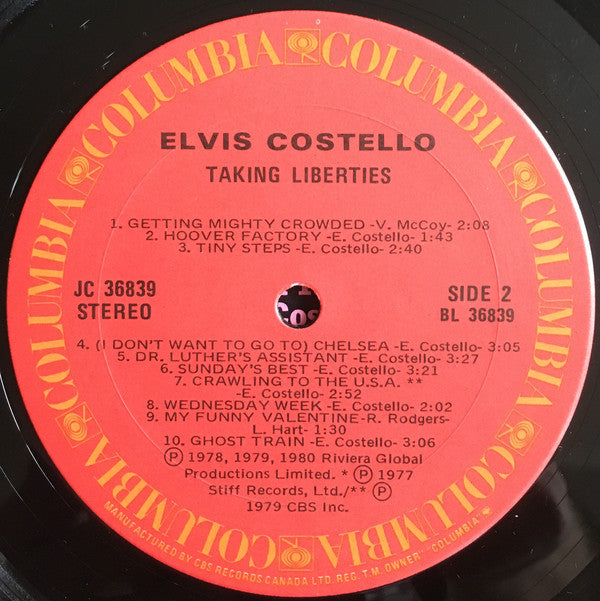 COLUMBIA COLUMBIA COLUMBIA COLUMBIA COLUMBIA COLUMBIA
ELVIS COSTELLO
TAKING LIBERTIES
1. GETTING MIGHTY CROWDED -V. McCoy- 2:08
2. HOOVER FACTORY -E. Costello- 1:43
3. TINY STEPS -E. Costello- 2:40
JC 36839
STEREO
SIDE 2
BL 36839
4. (I DON'T WANT TO GO TO) CHELSEA -E. Costello- 3:05
5. DR. LUTHER'S ASSISTANT -E. Costello- 3:27
6. SUNDAY'S BEST -E. Costello- 3:21
7. CRAWLING TO THE U.S.A. **
-E. Costello- 2:52
8. WEDNESDAY WEEK -E. Costello- 2:02
9. MY FUNNY VALENTINE-R. Rodgers-
L. Hart- 1:30
10. GHOST TRAIN -E. Costello- 3:06
Ⓟ 1978, 1979, 1980 Riviera Global
Productions Limited. * Ⓟ 1977
Stiff Records, Ltd./** Ⓟ
1979 CBS Inc.
MANUFACTURED BY CBS RECORDS CANADA LTD. REG. T.M. OWNER "COLUMBIA"